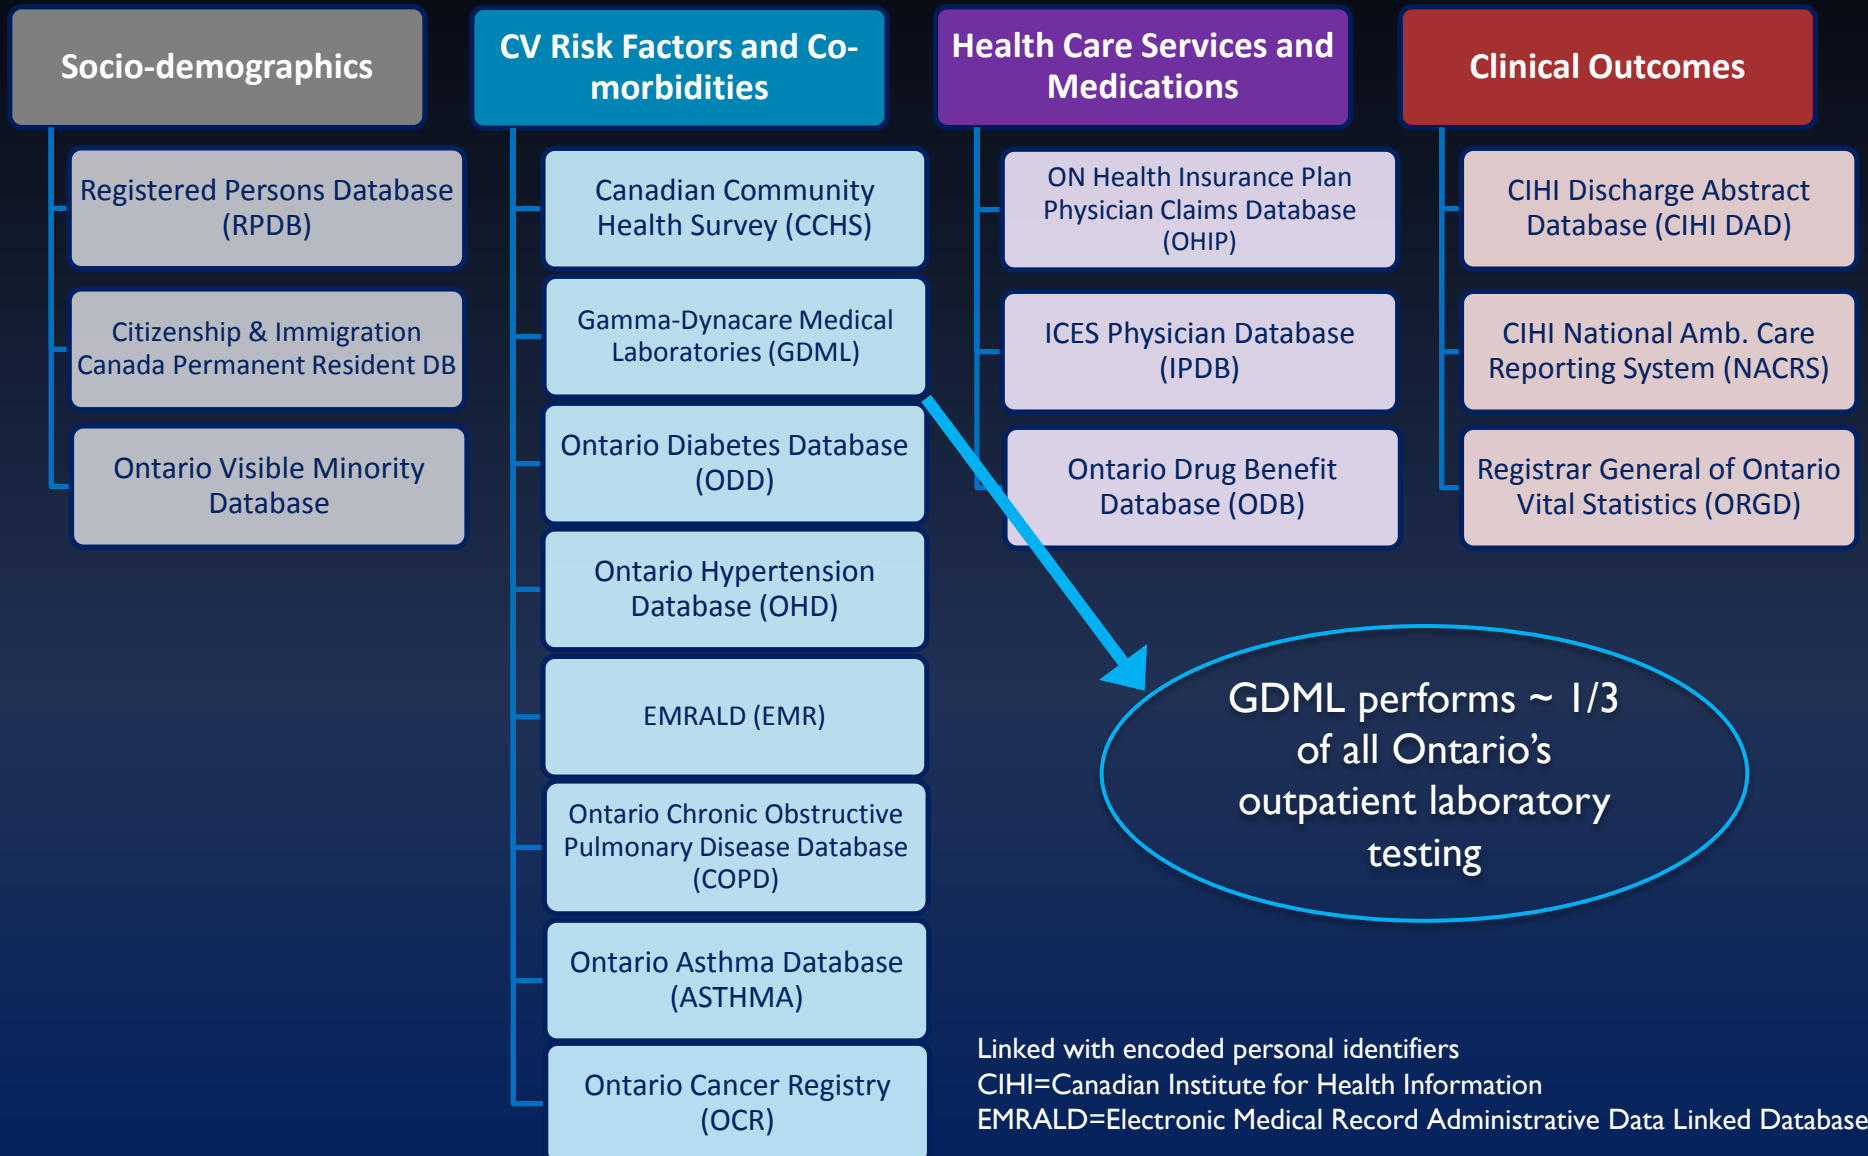 Socio-demographics
Registered Persons Database
(RPDB)
Citizenship & Immigration
Canada Permanent Resident DB
Ontario Visible Minority
Database
CV Risk Factors and Co-
morbidities
Canadian Community
Health Survey (CCHS)
Gamma-Dynacare Medical
Laboratories (GDML)
Ontario Diabetes Database
(ODD)
Ontario Hypertension
Database (OHD)
EMRALD (EMR)
Ontario Chronic Obstructive
Pulmonary Disease Database
(COPD)
Ontario Asthma Database
(ASTHMA)
Ontario Cancer Registry
(OCR)
Health Care Services and
Medications
ON Health Insurance Plan
Physician Claims Database
(OHIP)
ICES Physician Database
(IPDB)
Ontario Drug Benefit
Database (ODB)
Clinical Outcomes
CIHI Discharge Abstract
Database (CIHI DAD)
CIHI National Amb. Care
Reporting System (NACRS)
Registrar General of Ontario
Vital Statistics (ORGD)
GDML performs ~ 1/3
of all Ontario’s
outpatient laboratory
testing
Linked with encoded personal identifiers
CIHI=Canadian Institute for Health Information
EMRALD=Electronic Medical Record Administrative Data Linked Database